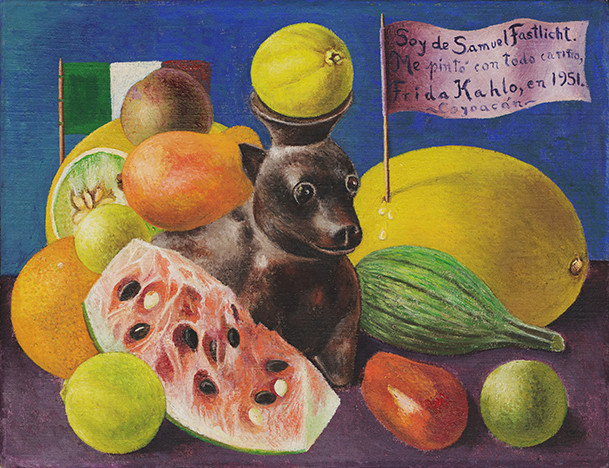 Soy de Samuel Fastlicht.
Me pintó con todo cariño,
Frida Kahlo, en 1951.
Coyoacán